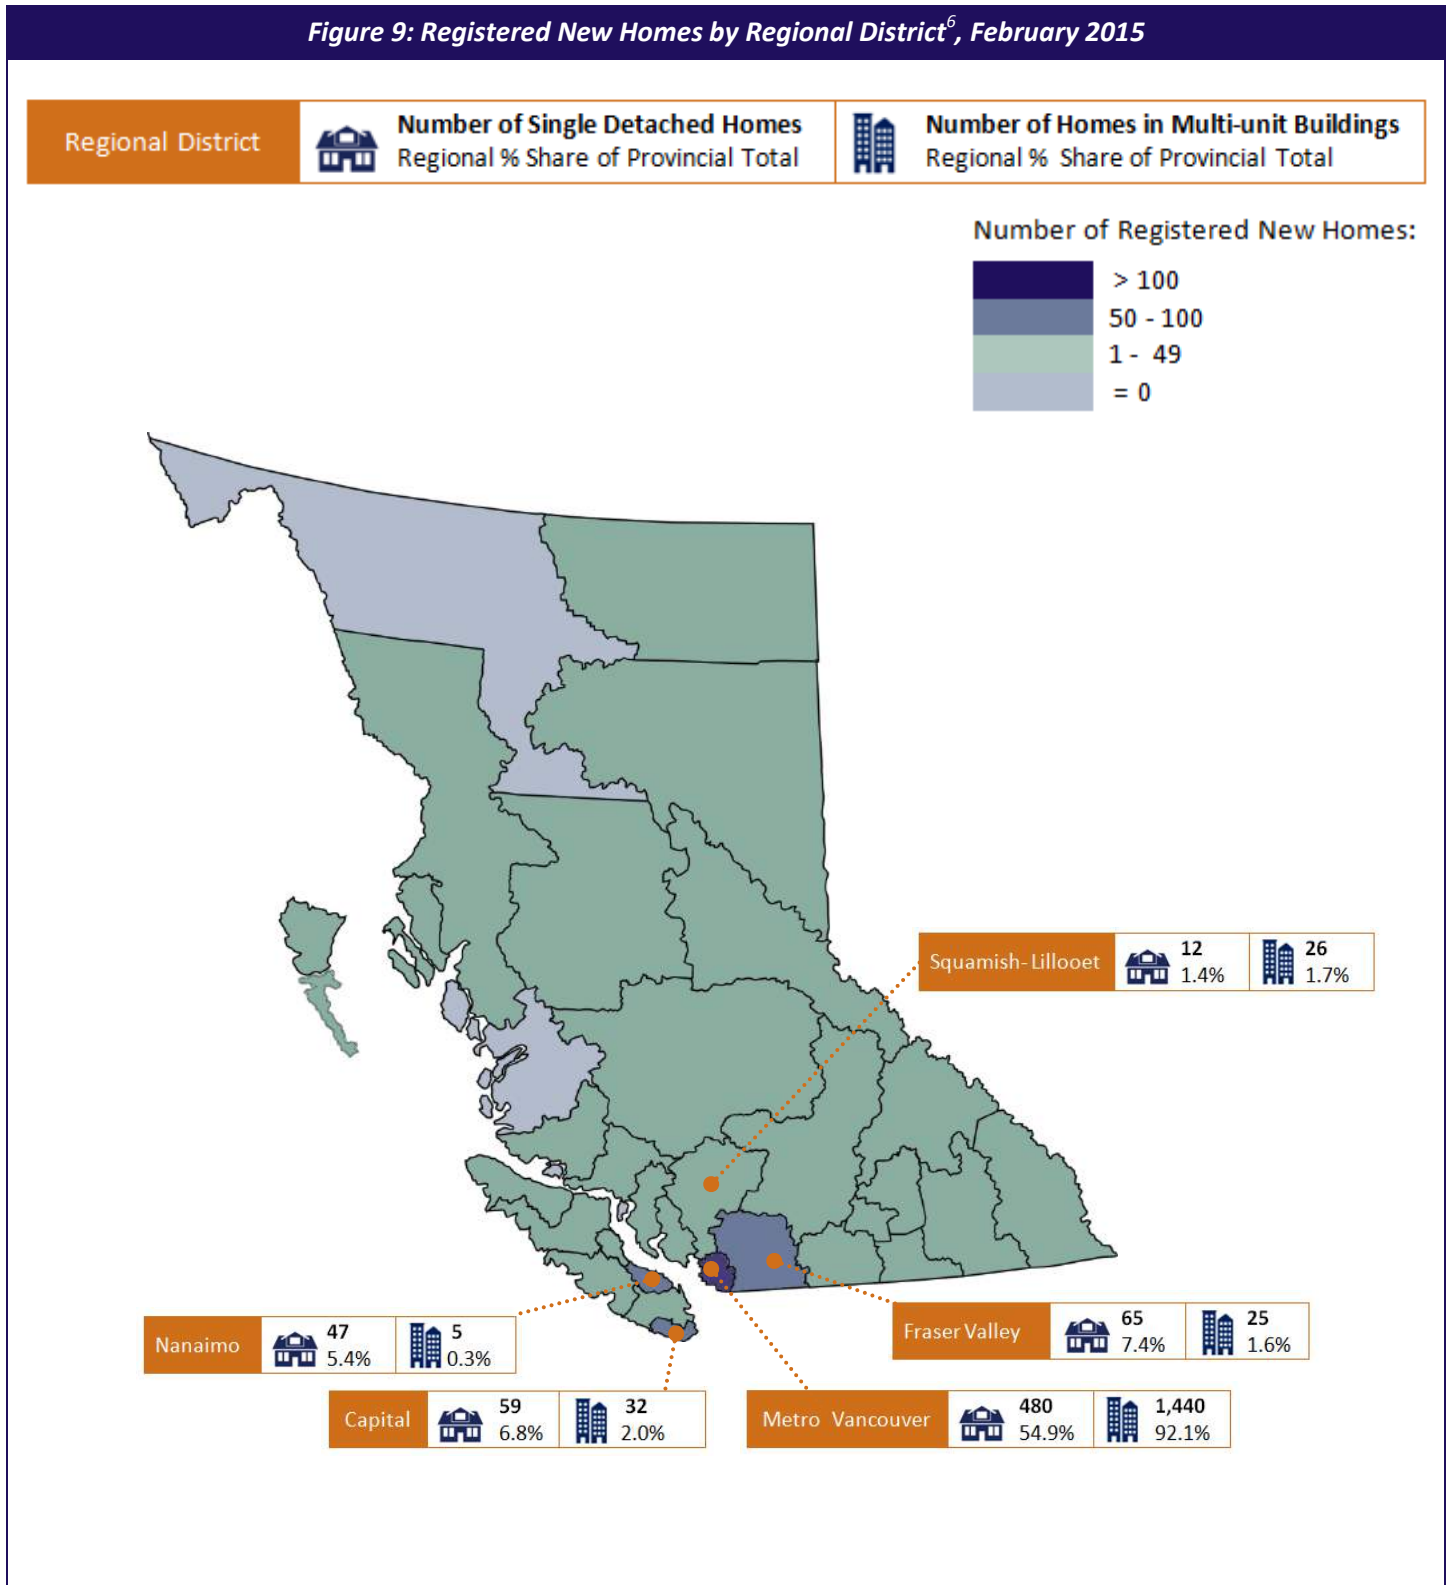 Figure 9: Registered New Homes by Regional District6, February 2015
Regional District
Number of Single Detached Homes
Regional % Share of Provincial Total
Number of Homes in Multi-unit Buildings
Regional % Share of Provincial Total
Number of Registered New Homes:
> 100
50 - 100
1 - 49
= 0
Squamish-Lillooet
12
1.4%
26
1.7%
Nanaimo
47
5.4%
5
0.3%
Fraser Valley
65
7.4%
25
1.6%
Capital
59
6.8%
32
2.0%
Metro Vancouver
480
54.9%
1,440
92.1%